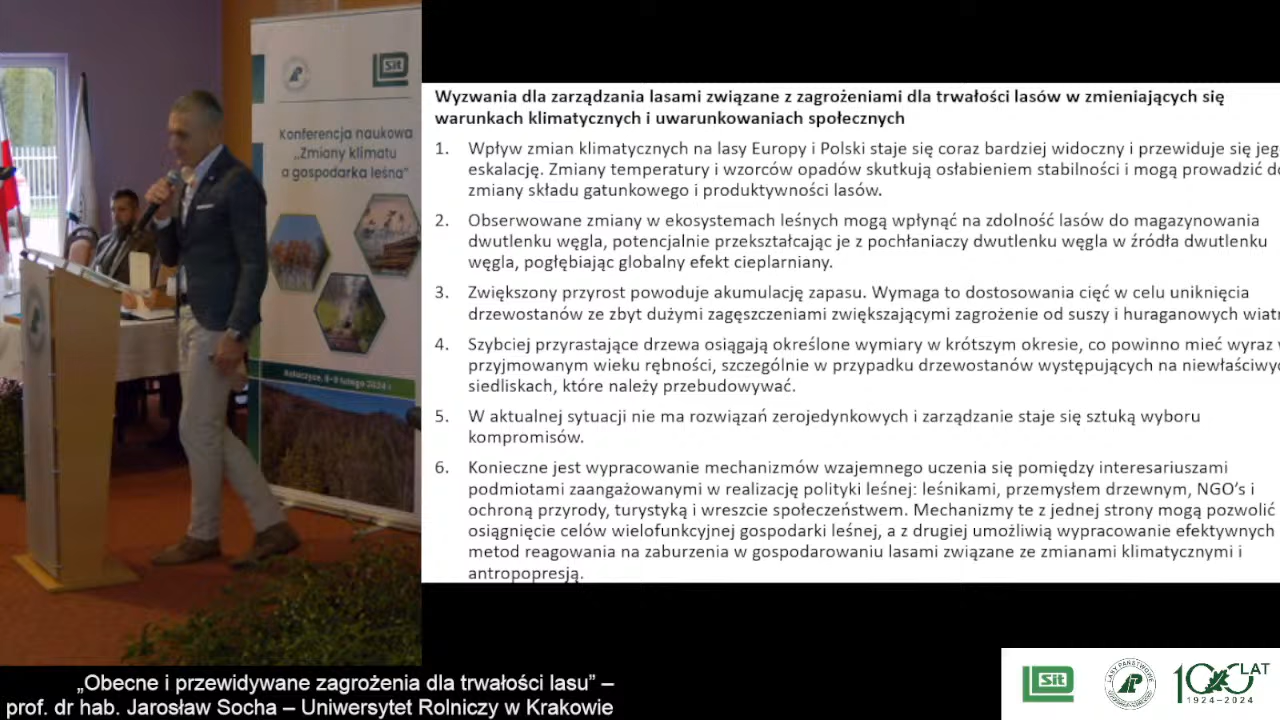 Sit
Konferencja naukowa
„Zmiany klimatu
a gospodarka leśna”
Wyzwania dla zarządzania lasami związane z zagrożeniami dla trwałości lasów w zmieniających się
warunkach klimatycznych i uwarunkowaniach społecznych
1. Wpływ zmian klimatycznych na lasy Europy i Polski staje się coraz bardziej widoczny i przewiduje się jeg
eskalację. Zmiany temperatury i wzorców opadów skutkują osłabieniem stabilności i mogą prowadzić do
zmiany składu gatunkowego i produktywności lasów.
2. Obserwowane zmiany w ekosystemach leśnych mogą wpłynąć na zdolność lasów do magazynowania
dwutlenku węgla, potencjalnie przekształcając je z pochłaniaczy dwutlenku węgla w źródła dwutlenku
węgla, pogłębiając globalny efekt cieplarniany.
3. Zwiększony przyrost powoduje akumulację zapasu. Wymaga to dostosowania cięć w celu uniknięcia
drzewostanów ze zbyt dużymi zagęszczeniami zwiększającymi zagrożenie od suszy i huraganowych wiatr
4. Szybciej przyrastające drzewa osiągają określone wymiary w krótszym okresie, co powinno mieć wyraz w
przyjmowanym wieku rębności, szczególnie w przypadku drzewostanów występujących na niewłaściwyc
siedliskach, które należy przebudowywać.
5. W aktualnej sytuacji nie ma rozwiązań zerojedynkowych i zarządzanie staje się sztuką wyboru
kompromisów.
6. Konieczne jest wypracowanie mechanizmów wzajemnego uczenia się pomiędzy interesariuszami
podmiotami zaangażowanymi w realizację polityki leśnej: leśnikami, przemysłem drzewnym, NGO’s i
ochroną przyrody, turystyką i wreszcie społeczeństwem. Mechanizmy te z jednej strony mogą pozwolić
osiągnięcie celów wielofunkcyjnej gospodarki leśnej, a z drugiej umożliwią wypracowanie efektywnych
metod reagowania na zaburzenia w gospodarowaniu lasami związane ze zmianami klimatycznymi i
antropopresją.
„Obecne i przewidywane zagrożenia dla trwałości lasu” –
prof. dr hab. Jarosław Socha – Uniwersytet Rolniczy w Krakowie
Sit
LASY PAŃSTWOWE
100 LAT
1924–2024